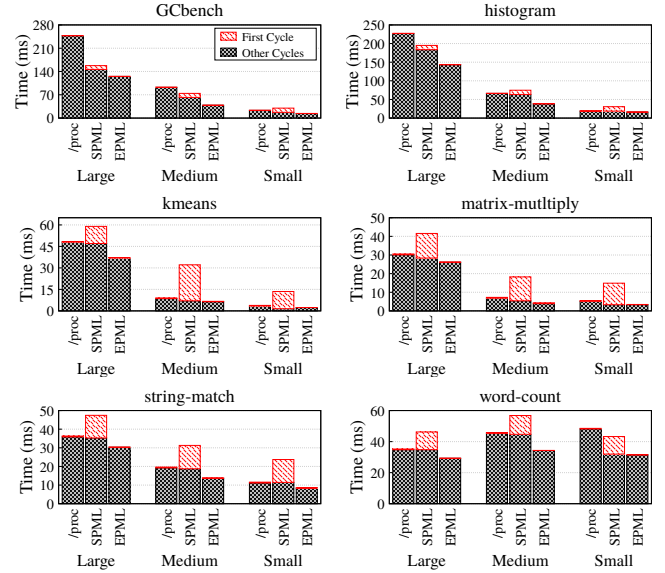 GCbench
Time (ms)
280
210
140
70
0
First Cycle
Other Cycles
/proc SPML EPML /proc SPML EPML /proc SPML EPML
Large Medium Small
histogram
Time (ms)
250
200
150
100
50
0
/proc SPML EPML /proc SPML EPML /proc SPML EPML
Large Medium Small
kmeans
Time (ms)
60
45
30
15
0
/proc SPML EPML /proc SPML EPML /proc SPML EPML
Large Medium Small
matrix-mutltiply
Time (ms)
50
40
30
20
10
0
/proc SPML EPML /proc SPML EPML /proc SPML EPML
Large Medium Small
string-match
Time (ms)
50
40
30
20
10
0
/proc SPML EPML /proc SPML EPML /proc SPML EPML
Large Medium Small
word-count
Time (ms)
60
40
20
0
/proc SPML EPML /proc SPML EPML /proc SPML EPML
Large Medium Small